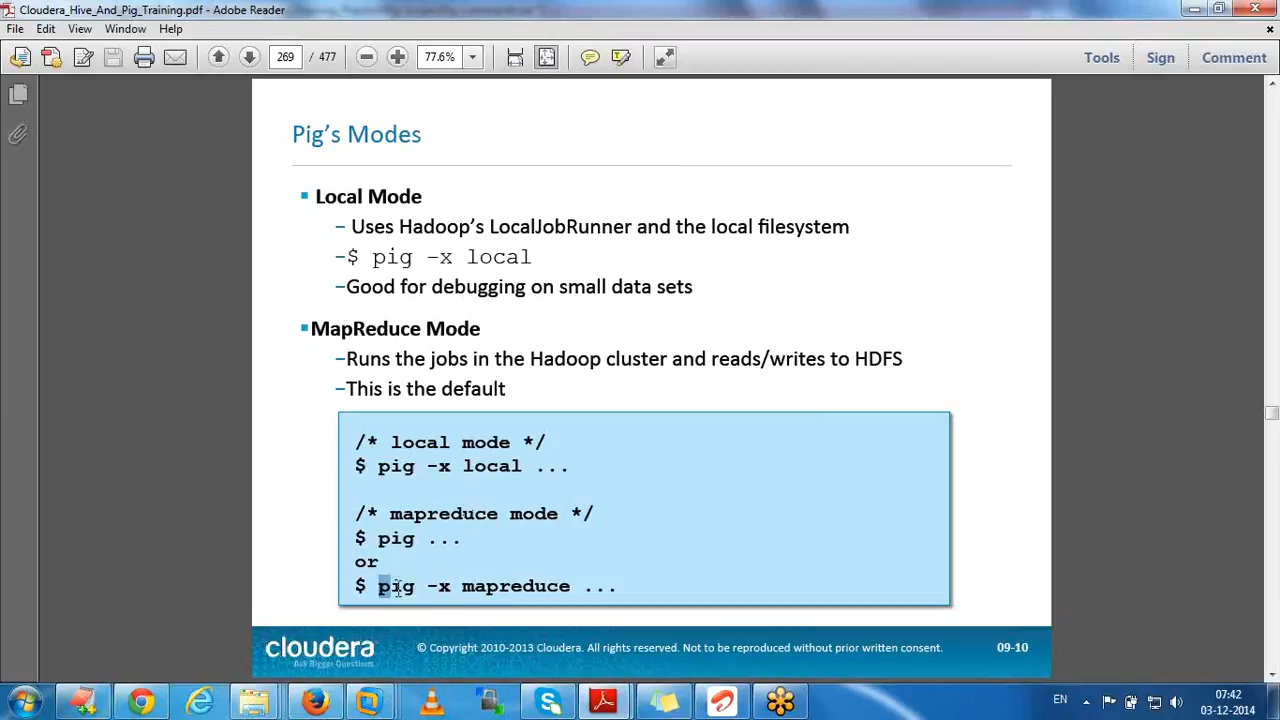 Cloudera_Hive_And_Pig_Training.pdf - Adobe Reader
File Edit View Window Help
269 / 477 77.6% Tools Sign Comment
Pig's Modes
Local Mode
– Uses Hadoop's LocalJobRunner and the local filesystem
–$ pig –x local
–Good for debugging on small data sets
MapReduce Mode
–Runs the jobs in the Hadoop cluster and reads/writes to HDFS
–This is the default
/* local mode */
$ pig -x local ...
/* mapreduce mode */
$ pig ...
or
$ pig -x mapreduce ...
cloudera
Ask Bigger Questions
© Copyright 2010-2013 Cloudera. All rights reserved. Not to be reproduced without prior written consent.
09-10
EN
07:42
03-12-2014